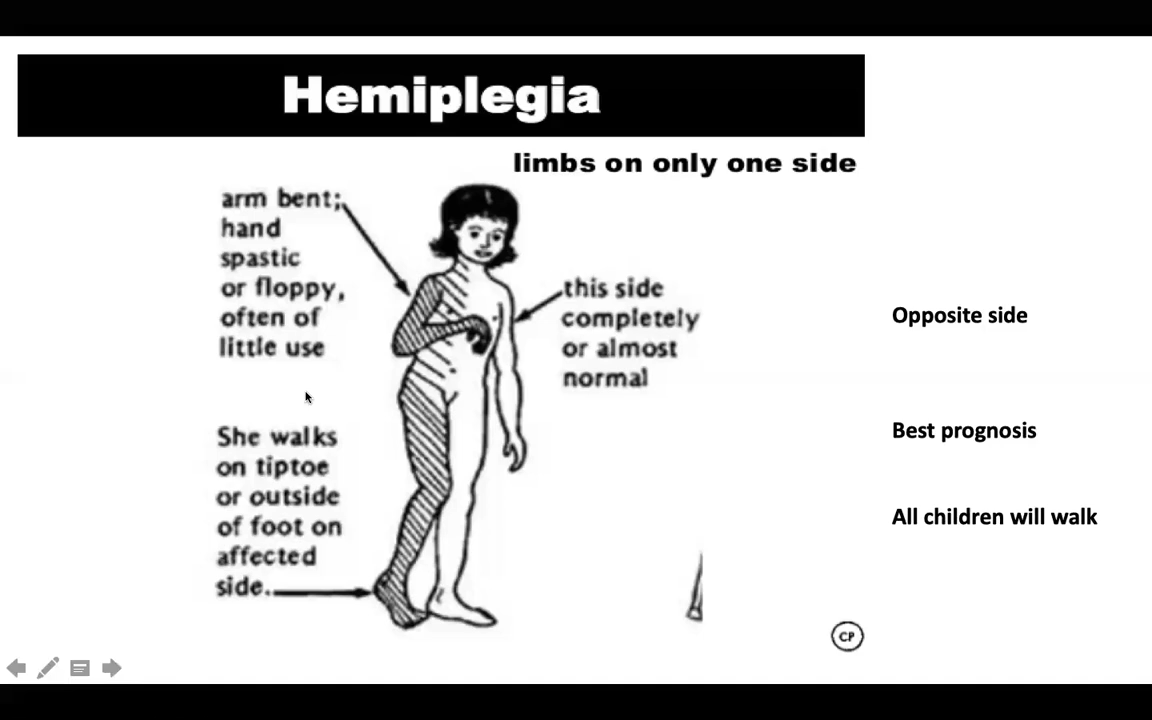 Hemiplegia
limbs on only one side
arm bent;
hand
spastic
or floppy,
often of
little use
this side
completely
or almost
normal
She walks
on tiptoe
or outside
of foot on
affected
side.
Opposite side
Best prognosis
All children will walk
CP